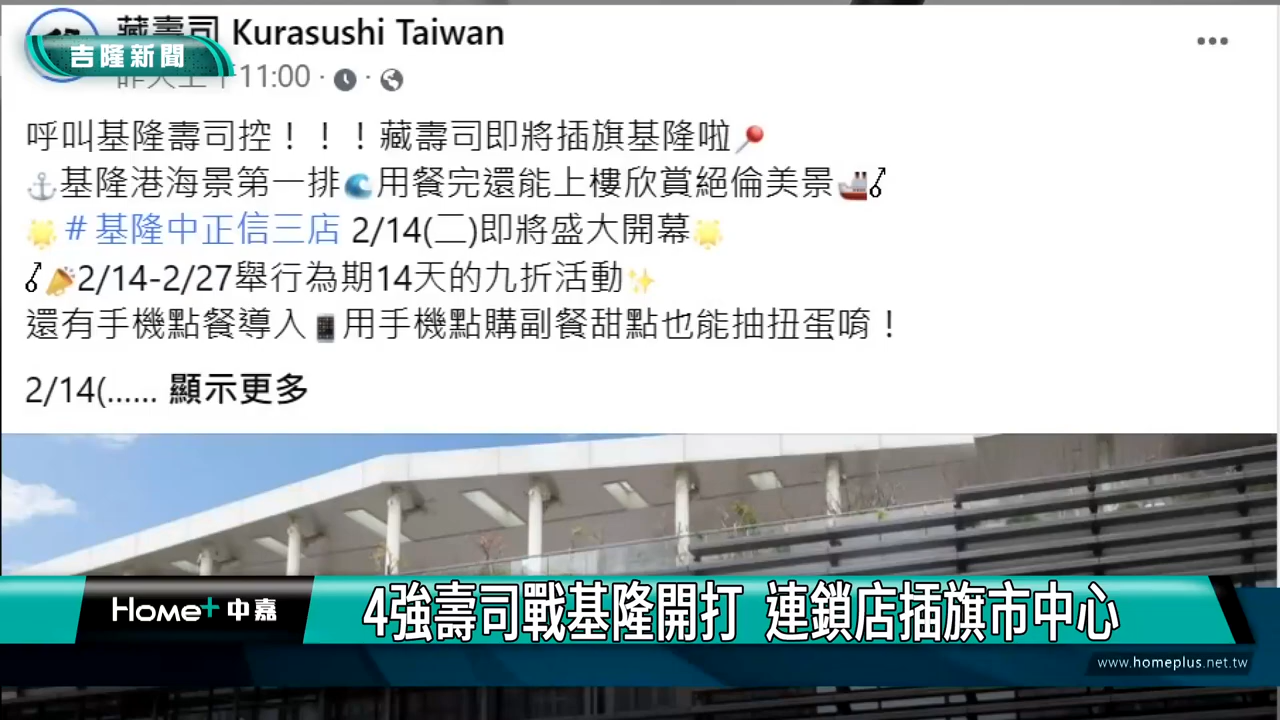 藏壽司 Kurasushi Taiwan
吉隆新聞
11:00
呼叫基隆壽司控！！！藏壽司即將插旗基隆啦📍
⚓基隆港海景第一排🌊用餐完還能上樓欣賞絕倫美景🚢
🌟#基隆中正信三店 2/14(二)即將盛大開幕🌟
🎉2/14-2/27舉行為期14天的九折活動✨
還有手機點餐導入📱用手機點購副餐甜點也能抽扭蛋唷！
2/14(...... 顯示更多
Home+ 中嘉
4強壽司戰基隆開打 連鎖店插旗市中心
www.homeplus.net.tw